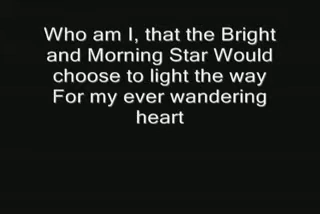 Who am I, that the Bright
and Morning Star Would
choose to light the way
For my ever wandering
heart